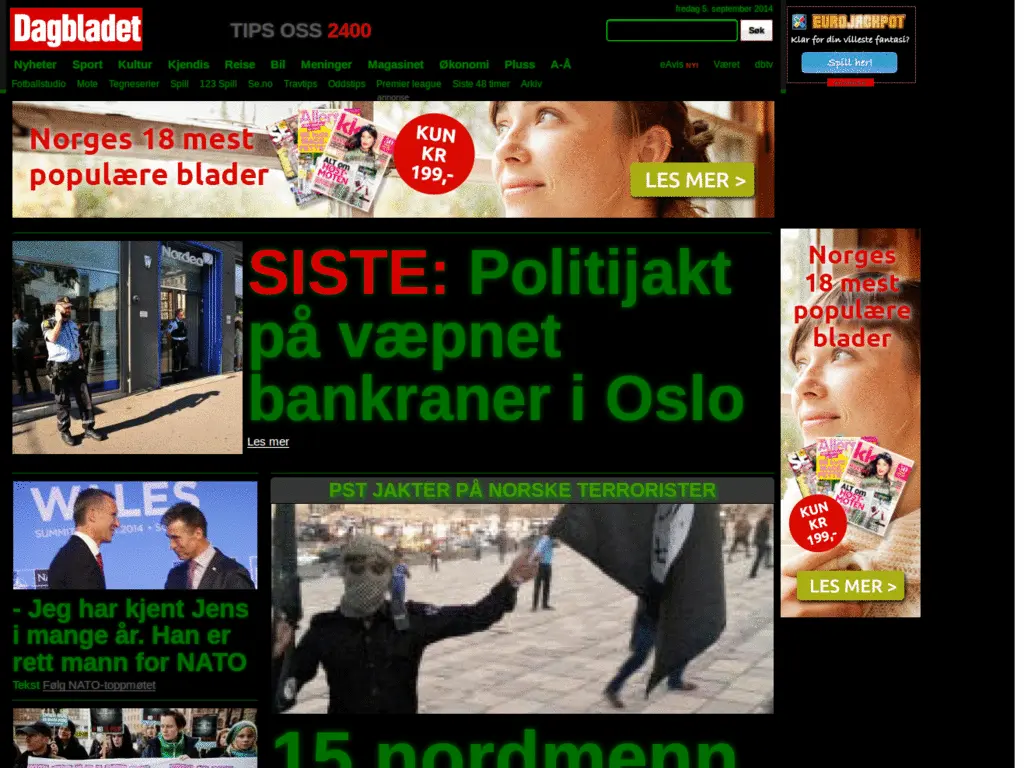 fredag 5. september 2014
Dagbladet
TIPS OSS 2400
Søk
Nyheter Sport Kultur Kjendis Reise Bil Meninger Magasinet Økonomi Pluss A-Å
eAvis NY! Været dbtv
Fotballstudio Mote Tegneserier Spill 123 Spill Se.no Travtips Oddstips Premier league Siste 48 timer Arkiv
EUROJACKPOT
Klar for din villeste fantasi?
Spill her!
annonse
Norges 18 mest
populære blader
KUN
KR
199,-
LES MER >
Nordea
SISTE: Politijakt
på væpnet
bankraner i Oslo
Les mer
Norges
18 mest
populære
blader
KUN
KR
199,-
LES MER >
WALES
- Jeg har kjent Jens
i mange år. Han er
rett mann for NATO
Tekst Følg NATO-toppmøtet
PST JAKTER PÅ NORSKE TERRORISTER
15 nordmenn